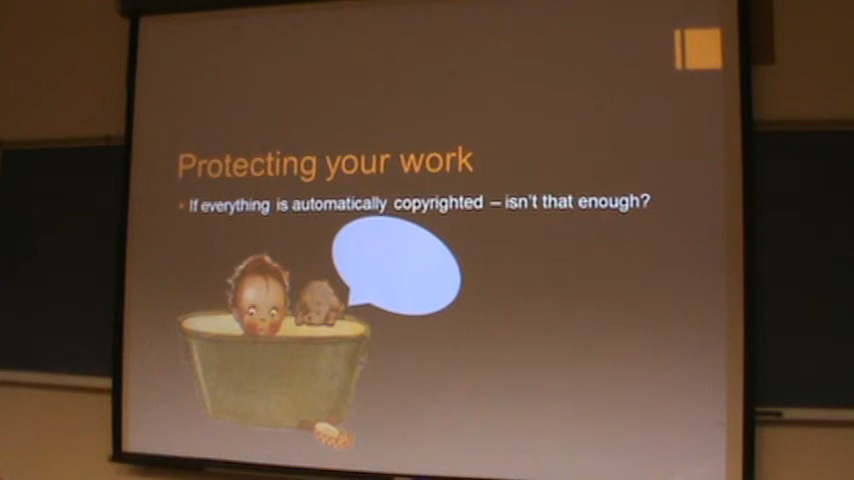 Protecting your work
If everything is automatically copyrighted – isn't that enough?